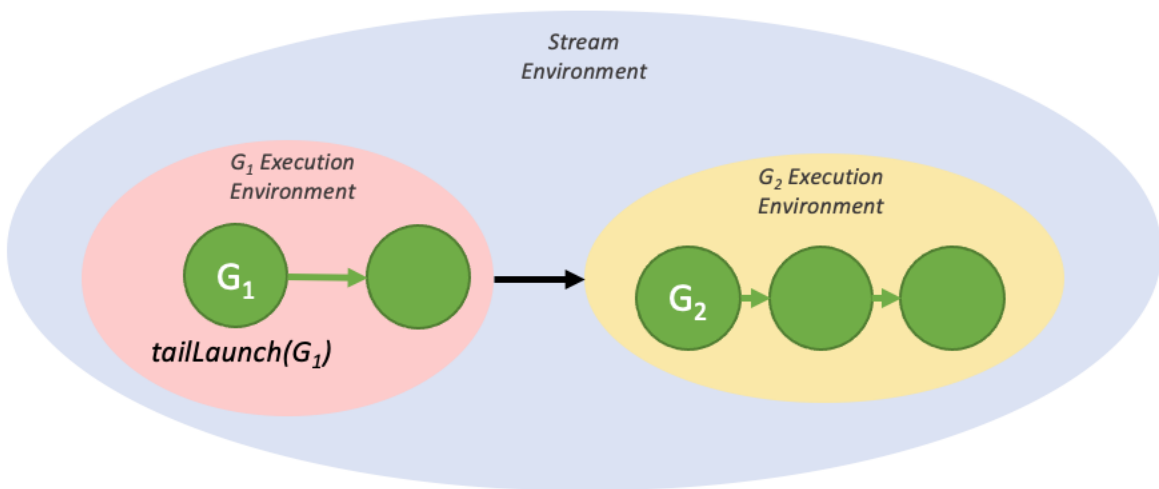 Stream
Environment
G₁ Execution
Environment
G₂ Execution
Environment
G₁
G₂
tailLaunch(G₁)